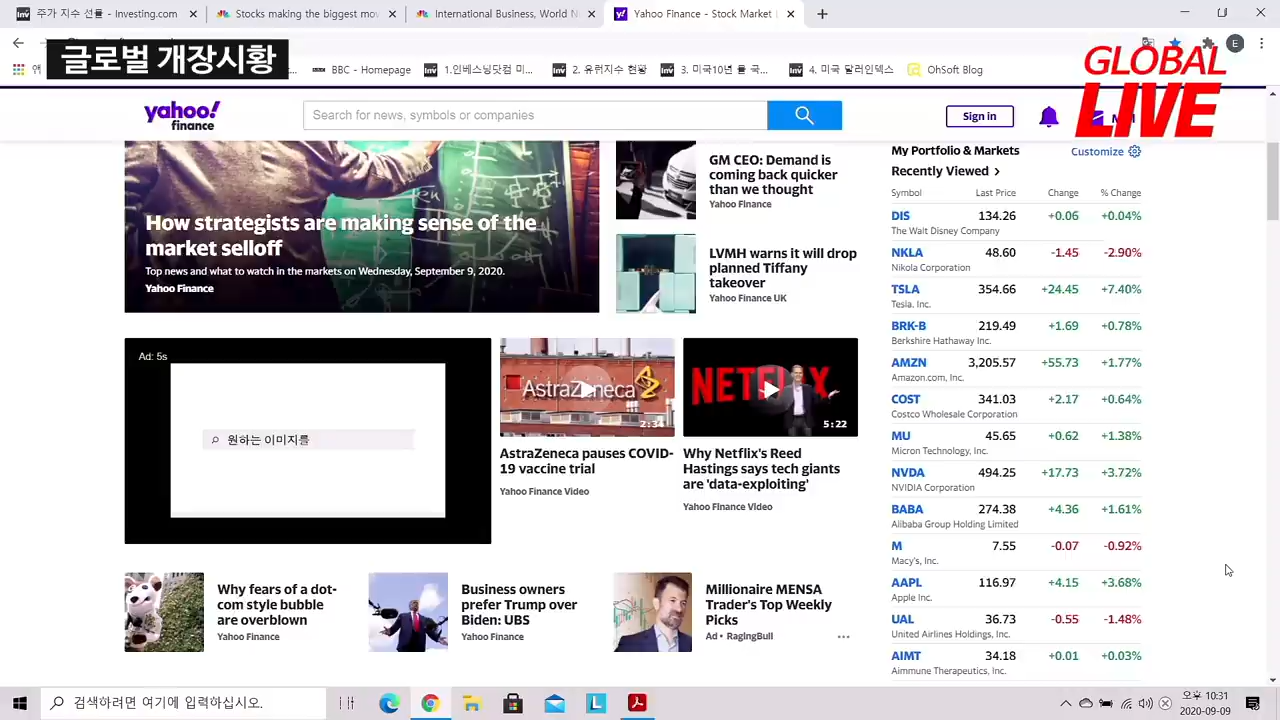 주가 지수 선물 - Investing.com
Stocks making the biggest mov
International Business, World N
Yahoo Finance - Stock Market L
글로벌 개장시황
BBC - Homepage
1.인베스팅닷컴 미...
2. 유럽지수 현황
3. 미국10년 물 국...
4. 미국 달러인덱스
OhSoft Blog
E
GLOBAL
LIVE
yahoo!
finance
Search for news, symbols or companies
Sign in
How strategists are making sense of the
market selloff
Top news and what to watch in the markets on Wednesday, September 9, 2020.
Yahoo Finance
GM CEO: Demand is
coming back quicker
than we thought
Yahoo Finance
LVMH warns it will drop
planned Tiffany
takeover
Yahoo Finance UK
Ad: 5s
원하는 이미지를
AstraZeneca
2:34
AstraZeneca pauses COVID-
19 vaccine trial
Yahoo Finance Video
NETFLIX
5:22
Why Netflix's Reed
Hastings says tech giants
are 'data-exploiting'
Yahoo Finance Video
Why fears of a dot-
com style bubble
are overblown
Yahoo Finance
Business owners
prefer Trump over
Biden: UBS
Yahoo Finance
Millionaire MENSA
Trader's Top Weekly
Picks
Ad • RagingBull
My Portfolio & Markets
Customize
Recently Viewed
Symbol Last Price Change % Change
DIS 134.26 +0.06 +0.04%
The Walt Disney Company
NKLA 48.60 -1.45 -2.90%
Nikola Corporation
TSLA 354.66 +24.45 +7.40%
Tesla, Inc.
BRK-B 219.49 +1.69 +0.78%
Berkshire Hathaway Inc.
AMZN 3,205.57 +55.73 +1.77%
Amazon.com, Inc.
COST 341.03 +2.17 +0.64%
Costco Wholesale Corporation
MU 45.65 +0.62 +1.38%
Micron Technology, Inc.
NVDA 494.25 +17.73 +3.72%
NVIDIA Corporation
BABA 274.38 +4.36 +1.61%
Alibaba Group Holding Limited
M 7.55 -0.07 -0.92%
Macy's, Inc.
AAPL 116.97 +4.15 +3.68%
Apple Inc.
UAL 36.73 -0.55 -1.48%
United Airlines Holdings, Inc.
AIMT 34.18 +0.01 +0.03%
Aimmune Therapeutics, Inc.
검색하려면 여기에 입력하십시오.
오후 10:31
2020-09-09